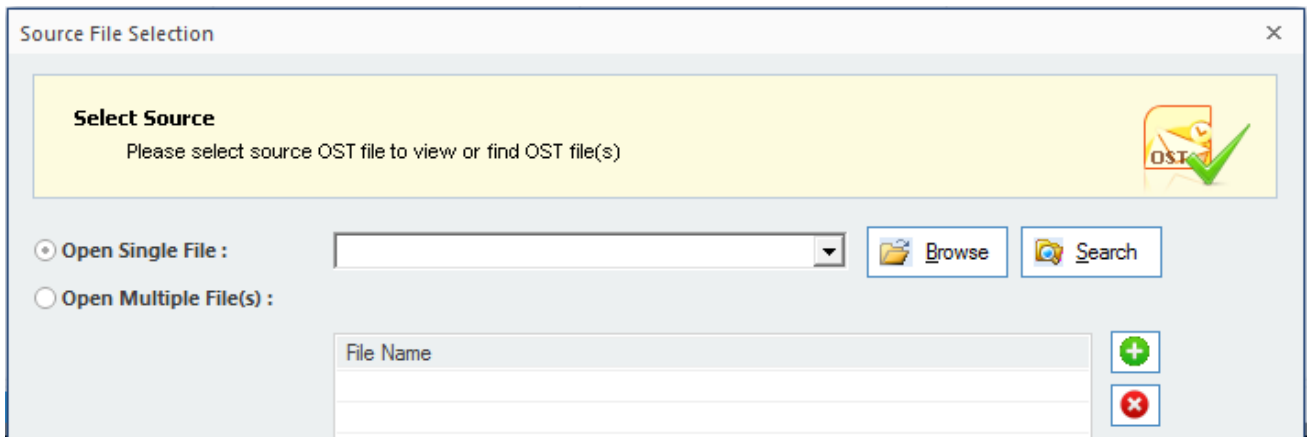 Source File Selection
Select Source
Please select source OST file to view or find OST file(s)
OST
Open Single File :
Browse
Search
Open Multiple File(s) :
File Name